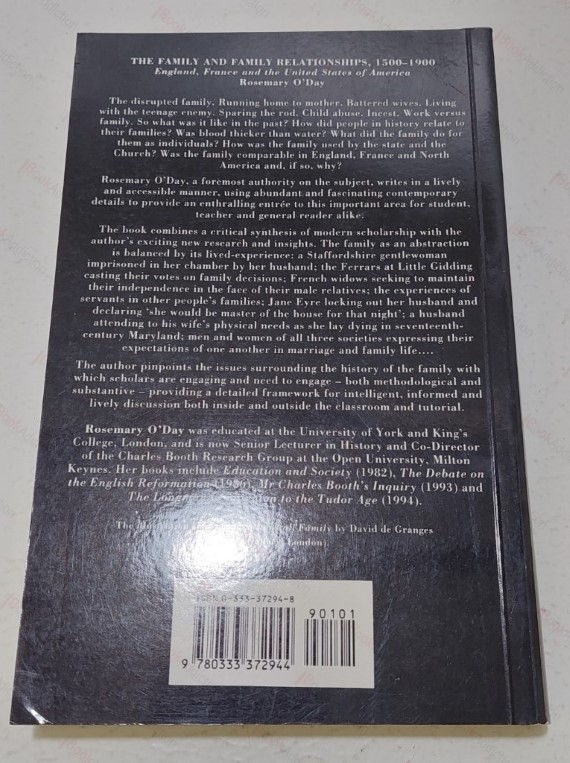 THE FAMILY AND FAMILY RELATIONSHIPS, 1500–1900
England, France and the United States of America
Rosemary O'Day
The disrupted family. Running home to mother. Battered wives. Living
with the teenage enemy. Sparing the rod. Child abuse. Incest. Work versus
family. So what was it like in the past? How did people in history relate to
their families? Was blood thicker than water? What did the family do for
them as individuals? How was the family used by the state and the
Church? Was the family comparable in England, France and North
America and, if so, why?
Rosemary O'Day, a foremost authority on the subject, writes in a lively
and accessible manner, using abundant and fascinating contemporary
details to provide an enthralling entrée to this important area for student,
teacher and general reader alike.
The book combines a critical synthesis of modern scholarship with the
author's exciting new research and insights. The family as an abstraction
is balanced by its lived-experience: a Staffordshire gentlewoman
imprisoned in her chamber by her husband; the Ferrars at Little Gidding
casting their votes on family decisions; French widows seeking to maintain
their independence in the face of their male relatives; the experiences of
servants in other people's families; Jane Eyre locking out her husband and
declaring 'she would be master of the house for that night'; a husband
attending to his wife's physical needs as she lay dying in seventeenth-
century Maryland; men and women of all three societies expressing their
expectations of one another in marriage and family life....
The author pinpoints the issues surrounding the history of the family with
which scholars are engaging and need to engage – both methodological and
substantive – providing a detailed framework for intelligent, informed and
lively discussion both inside and outside the classroom and tutorial.
Rosemary O'Day was educated at the University of York and King's
College, London, and is now Senior Lecturer in History and Co-Director
of the Charles Booth Research Group at the Open University, Milton
Keynes. Her books include Education and Society (1982), The Debate on
the English Reformation (1986), Mr Charles Booth's Inquiry (1993) and
The to the Tudor Age (1994).
The Family by David de Granges
London)
ISBN 0-333-37294-8
90101
9 780333 372944